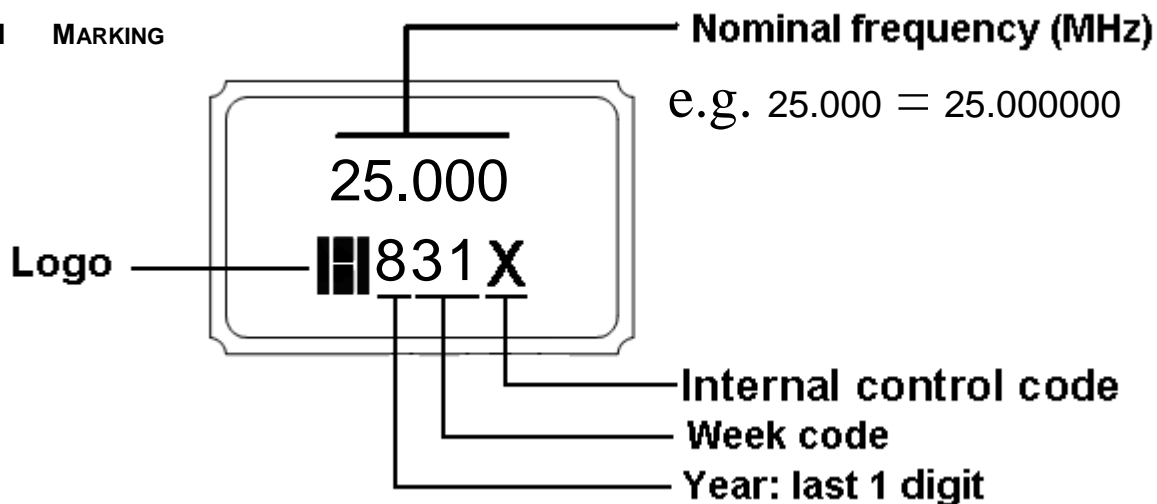 MARKING
Nominal frequency (MHz)
e.g. 25.000 = 25.000000
25.000
Logo
831X
Internal control code
Week code
Year: last 1 digit